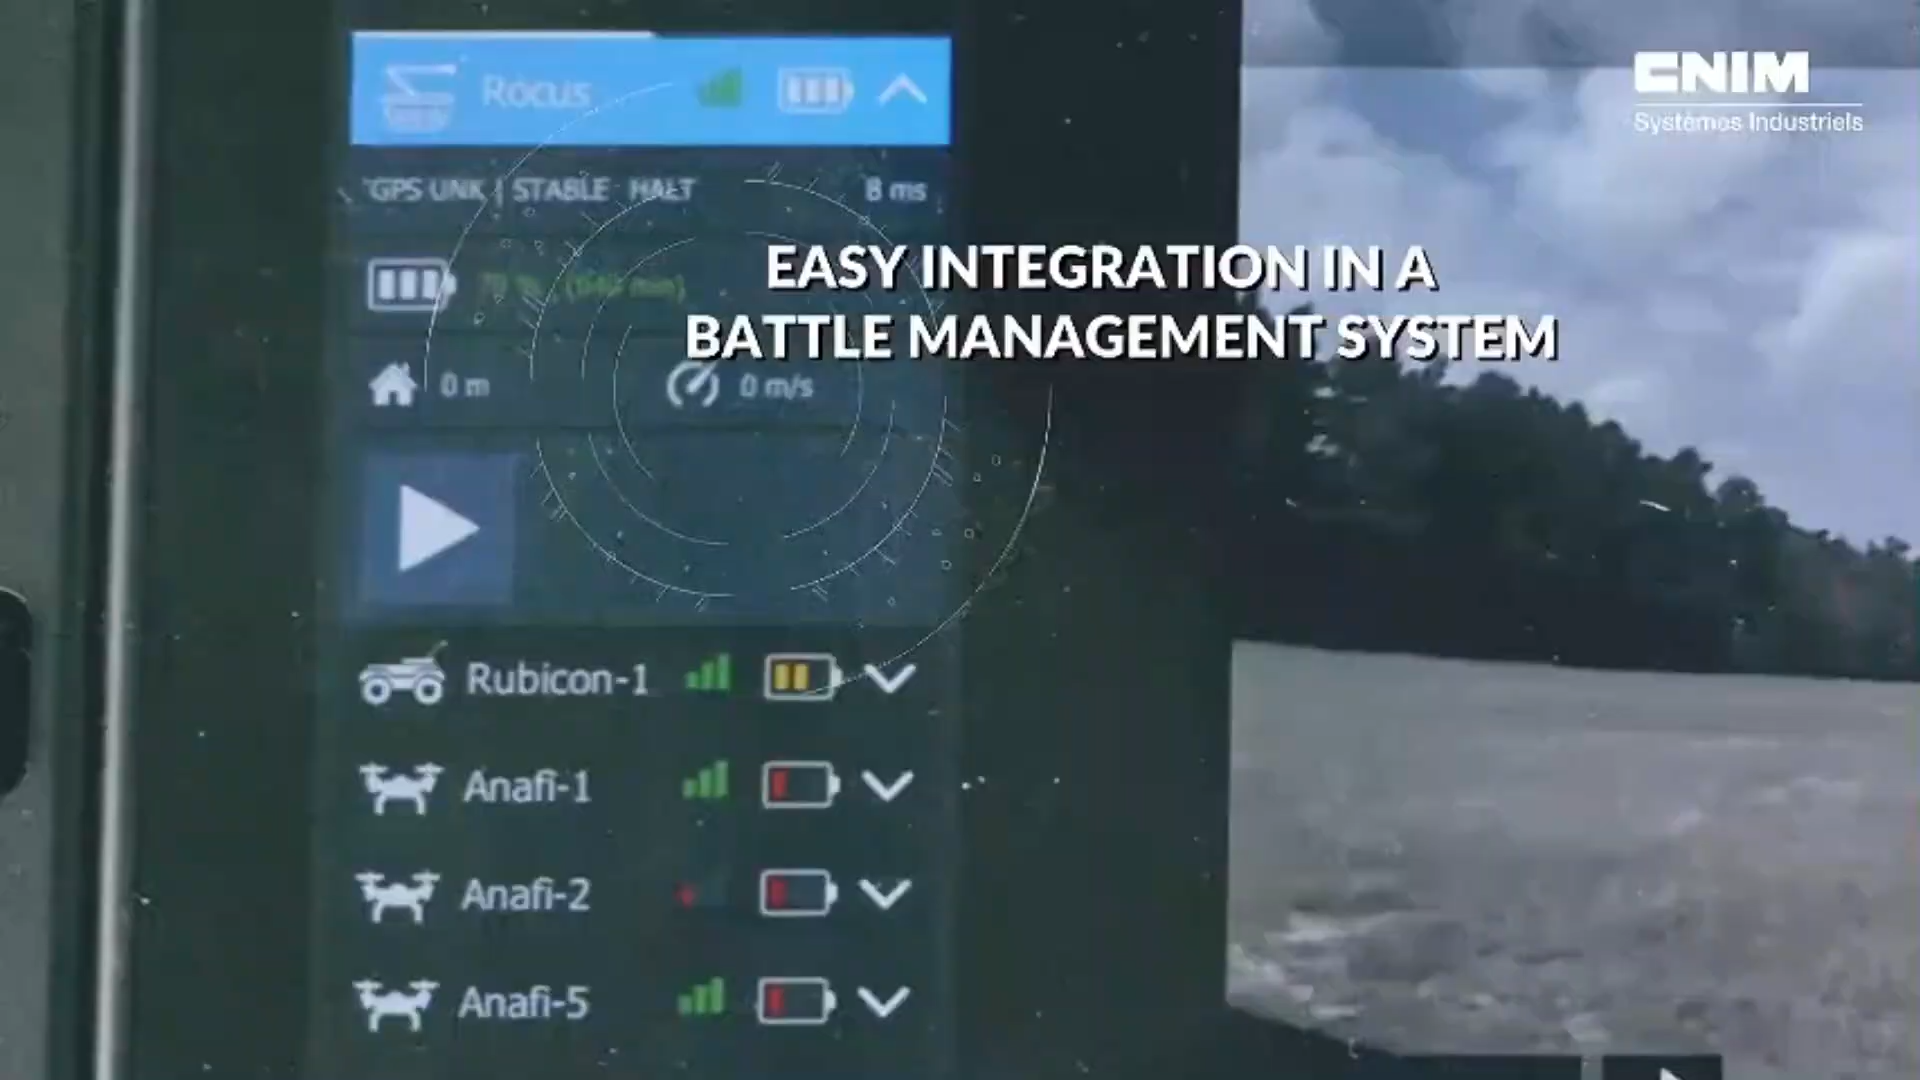 Rocus
CNIM
Systèmes Industriels
GPS UNK | STABLE HALT 8 ms
EASY INTEGRATION IN A
BATTLE MANAGEMENT SYSTEM
0 m 0 m/s
Rubicon-1
Anafi-1
Anafi-2
Anafi-5